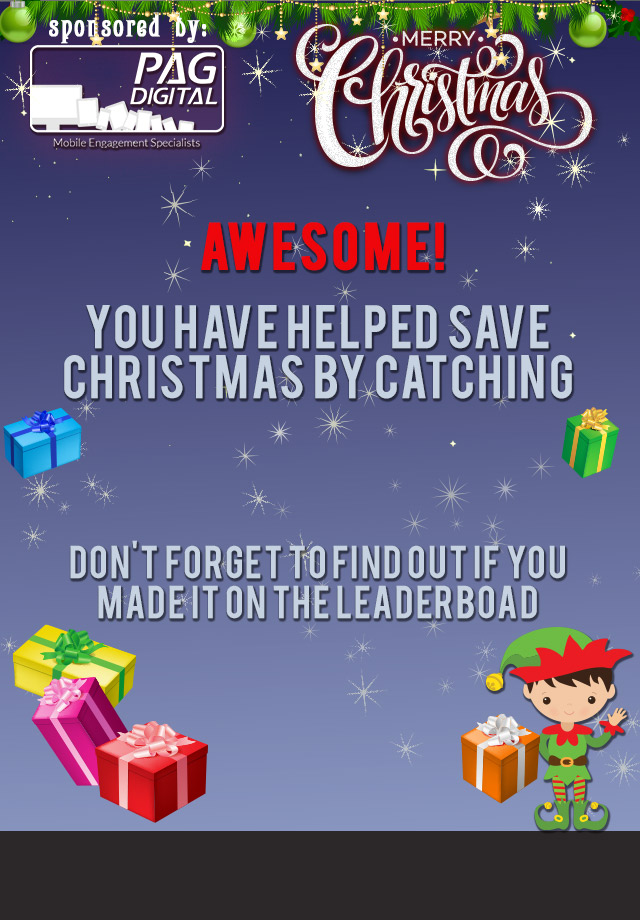 sponsored by:
PAG
DIGITAL
Mobile Engagement Specialists
•MERRY•
Christmas
AWESOME!
YOU HAVE HELPED SAVE
CHRISTMAS BY CATCHING
DON'T FORGET TO FIND OUT IF YOU
MADE IT ON THE LEADERBOAD